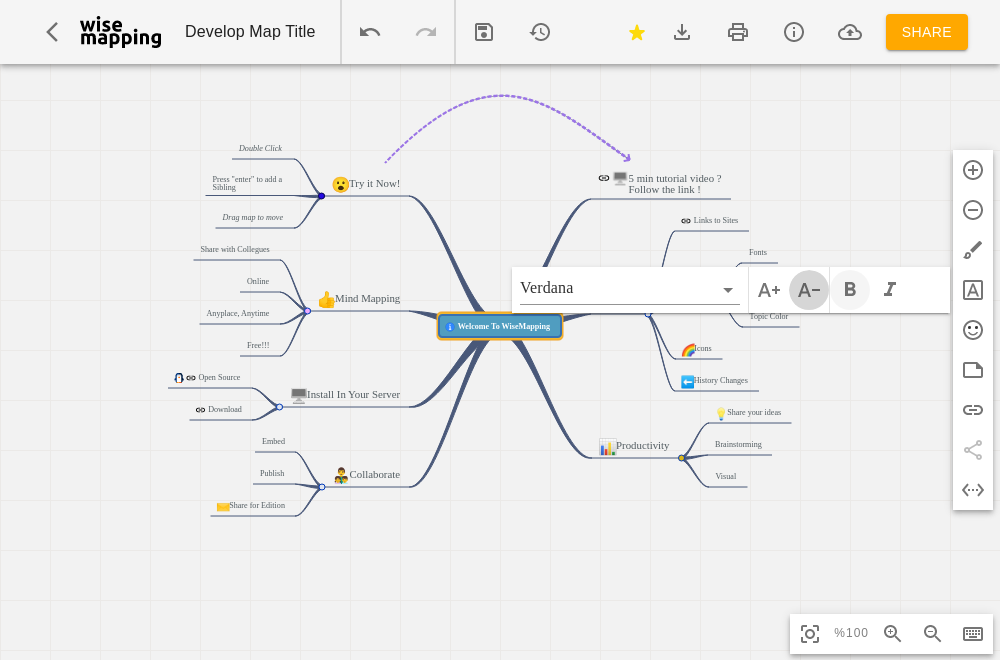 wise
mapping
Develop Map Title
SHARE
Double Click
Press "enter" to add a
Sibling
Drag map to move
Try it Now!
5 min tutorial video ?
Follow the link !
Links to Sites
Fonts
Topic Color
Share with Collegues
Online
Anyplace, Anytime
Free!!!
Mind Mapping
Verdana
A+
A-
B
I
Welcome To WiseMapping
Icons
History Changes
Open Source
Download
Install In Your Server
Share your ideas
Brainstorming
Visual
Productivity
Embed
Publish
Share for Edition
Collaborate
A
%100